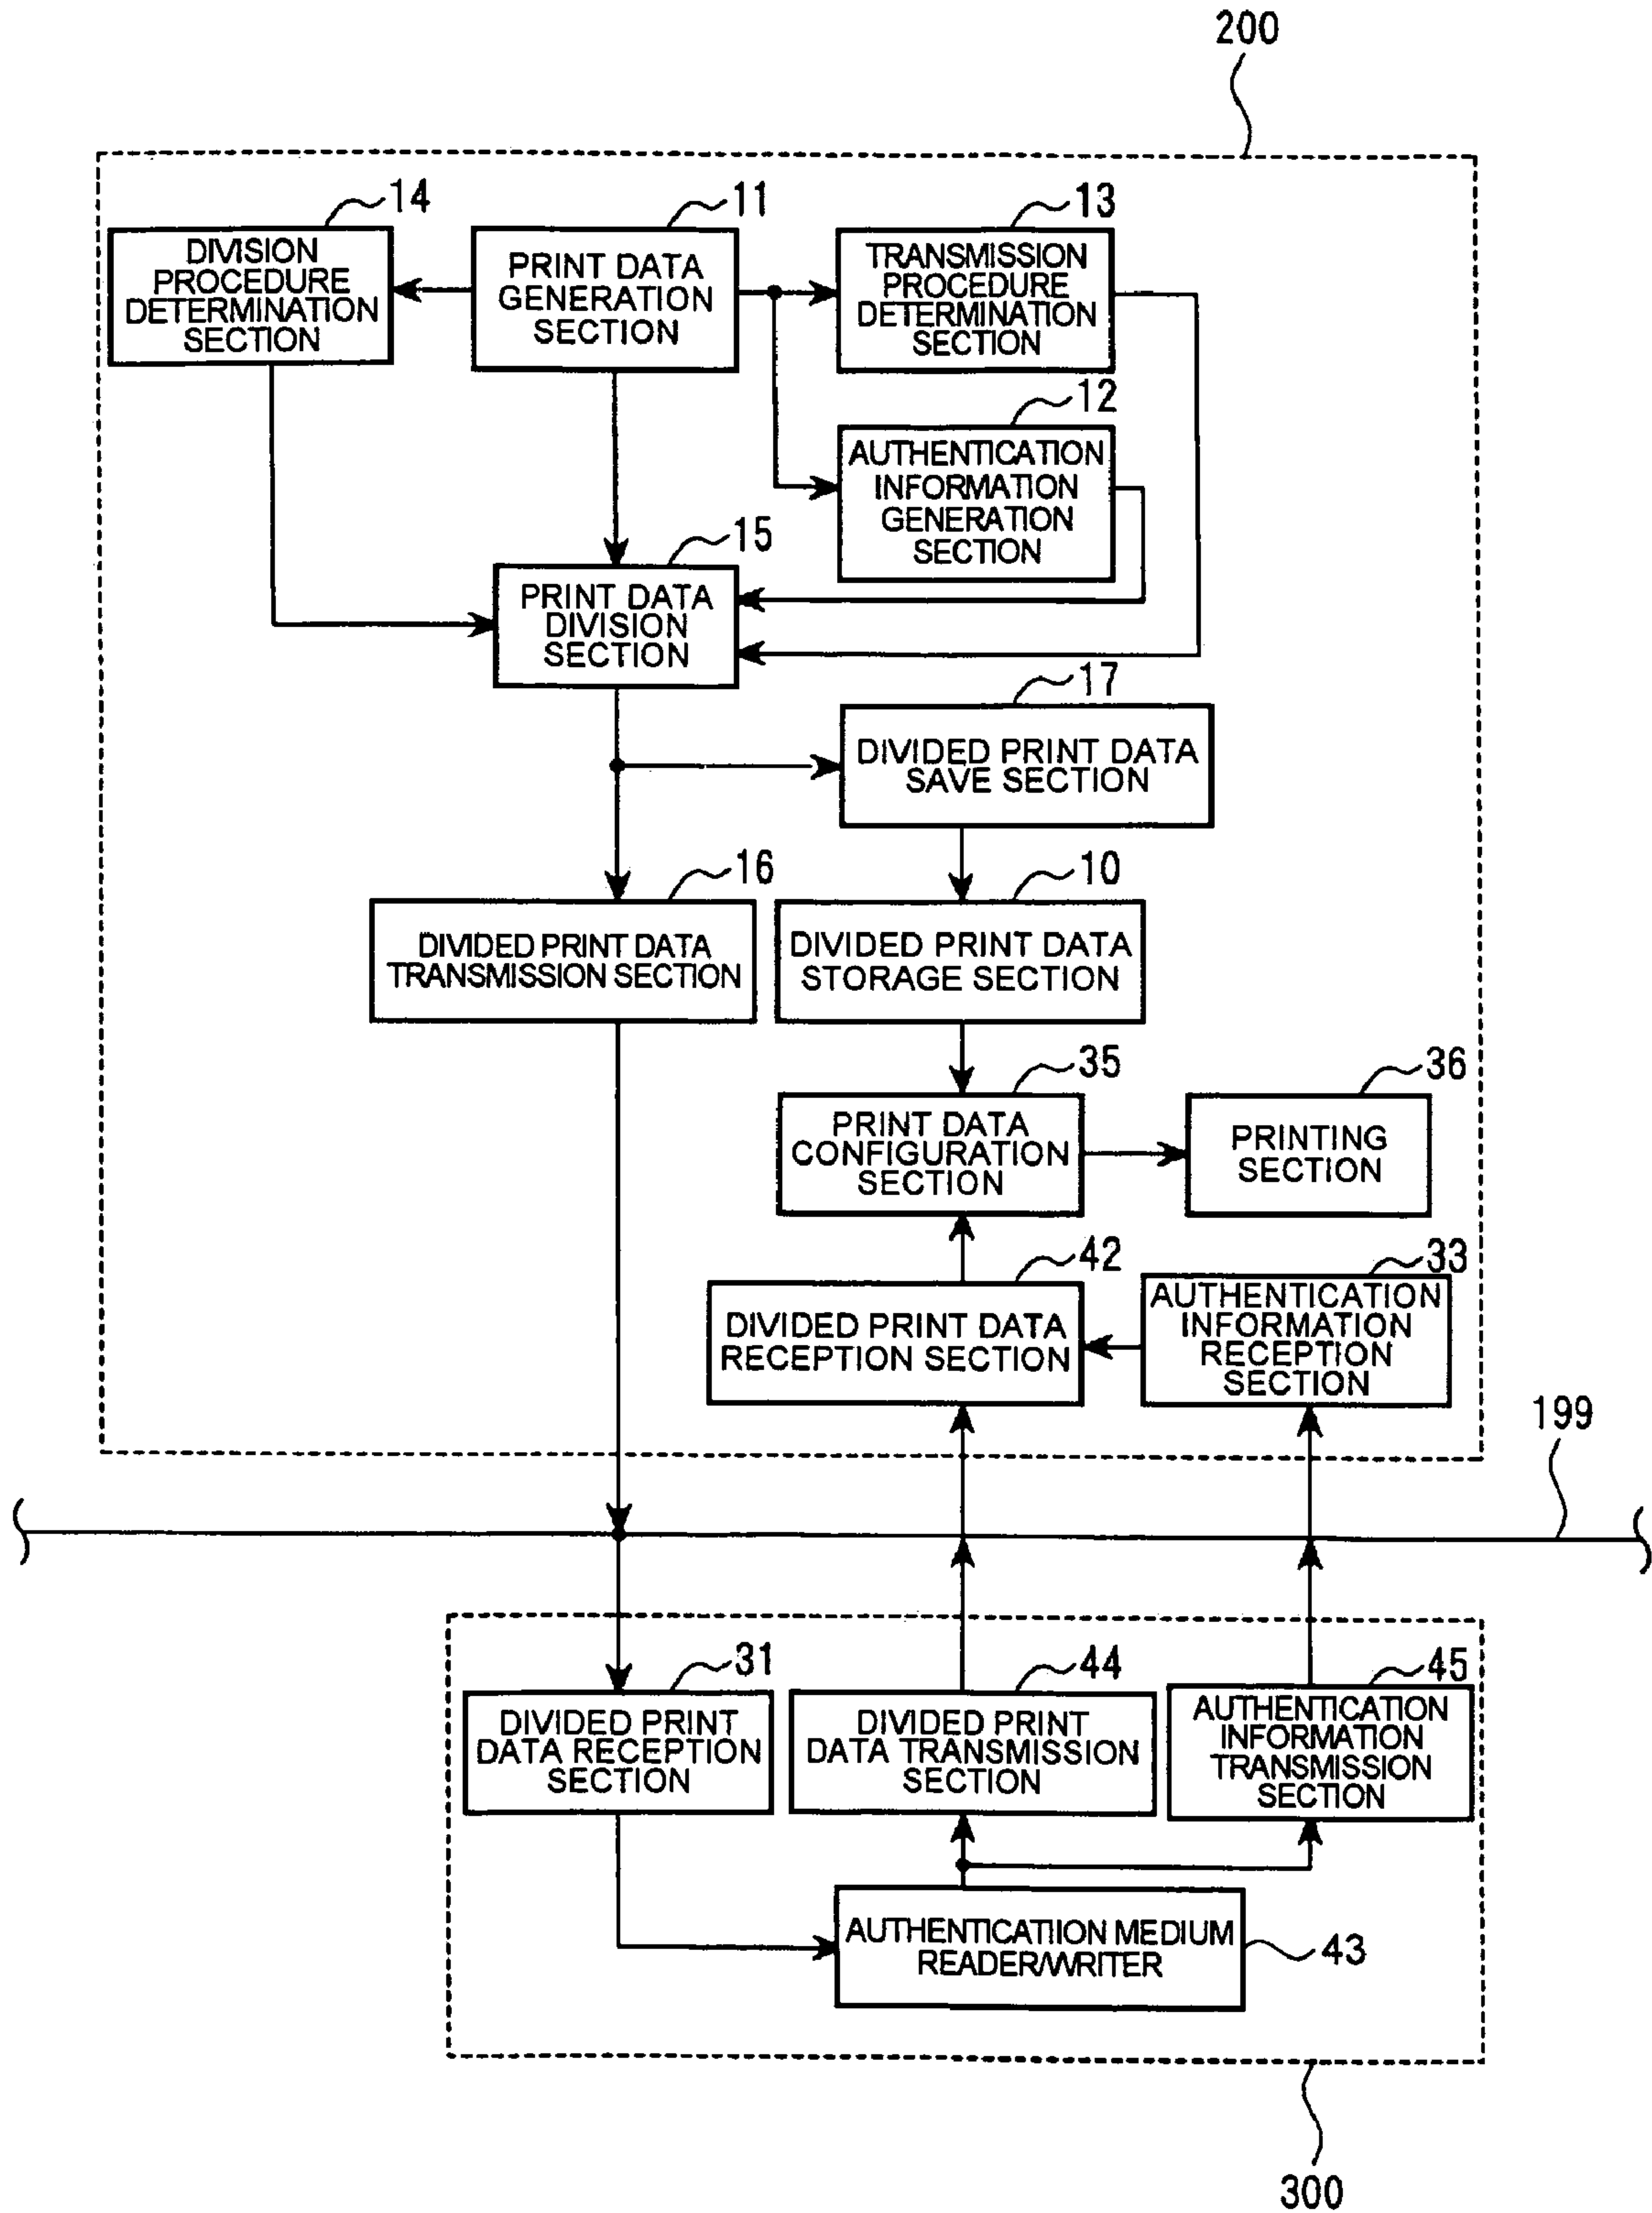 200
14
DIVISION
PROCEDURE
DETERMINATION
SECTION
11
PRINT DATA
GENERATION
SECTION
13
TRANSMISSION
PROCEDURE
DETERMINATION
SECTION
12
AUTHENTICATION
INFORMATION
GENERATION
SECTION
15
PRINT DATA
DIVISION
SECTION
17
DIVIDED PRINT DATA
SAVE SECTION
16
DIVIDED PRINT DATA
TRANSMISSION SECTION
10
DIVIDED PRINT DATA
STORAGE SECTION
35
PRINT DATA
CONFIGURATION
SECTION
36
PRINTING
SECTION
42
DIVIDED PRINT DATA
RECEPTION SECTION
33
AUTHENTICATION
INFORMATION
RECEPTION
SECTION
199
31
DIVIDED PRINT
DATA RECEPTION
SECTION
44
DIVIDED PRINT
DATA TRANSMISSION
SECTION
45
AUTHENTICATION
INFORMATION
TRANSMISSION
SECTION
AUTHENTICATION MEDIUM
READER/WRITER
43
300